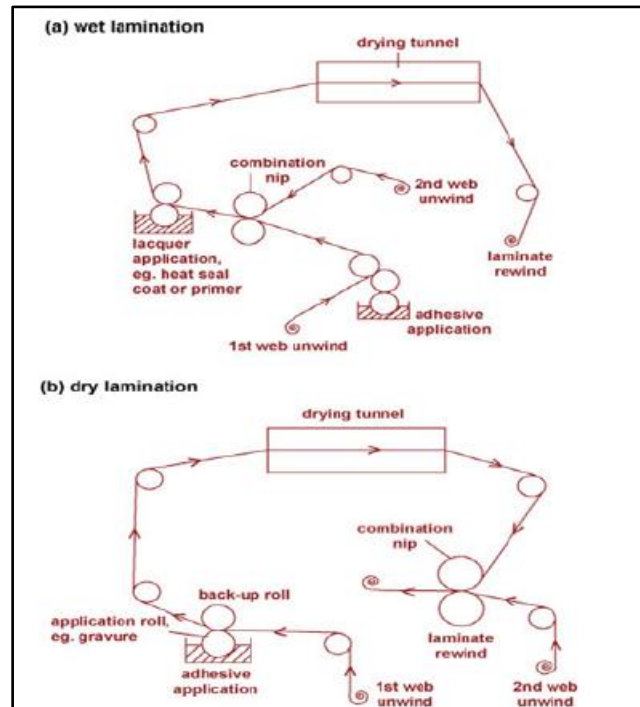 (a) wet lamination
drying tunnel
combination
nip
2nd web
unwind
lacquer
application,
eg. heat seal
coat or primer
laminate
rewind
adhesive
application
1st web unwind
(b) dry lamination
drying tunnel
combination
nip
back-up roll
application roll,
eg. gravure
laminate
rewind
adhesive
application
1st web
unwind
2nd web
unwind